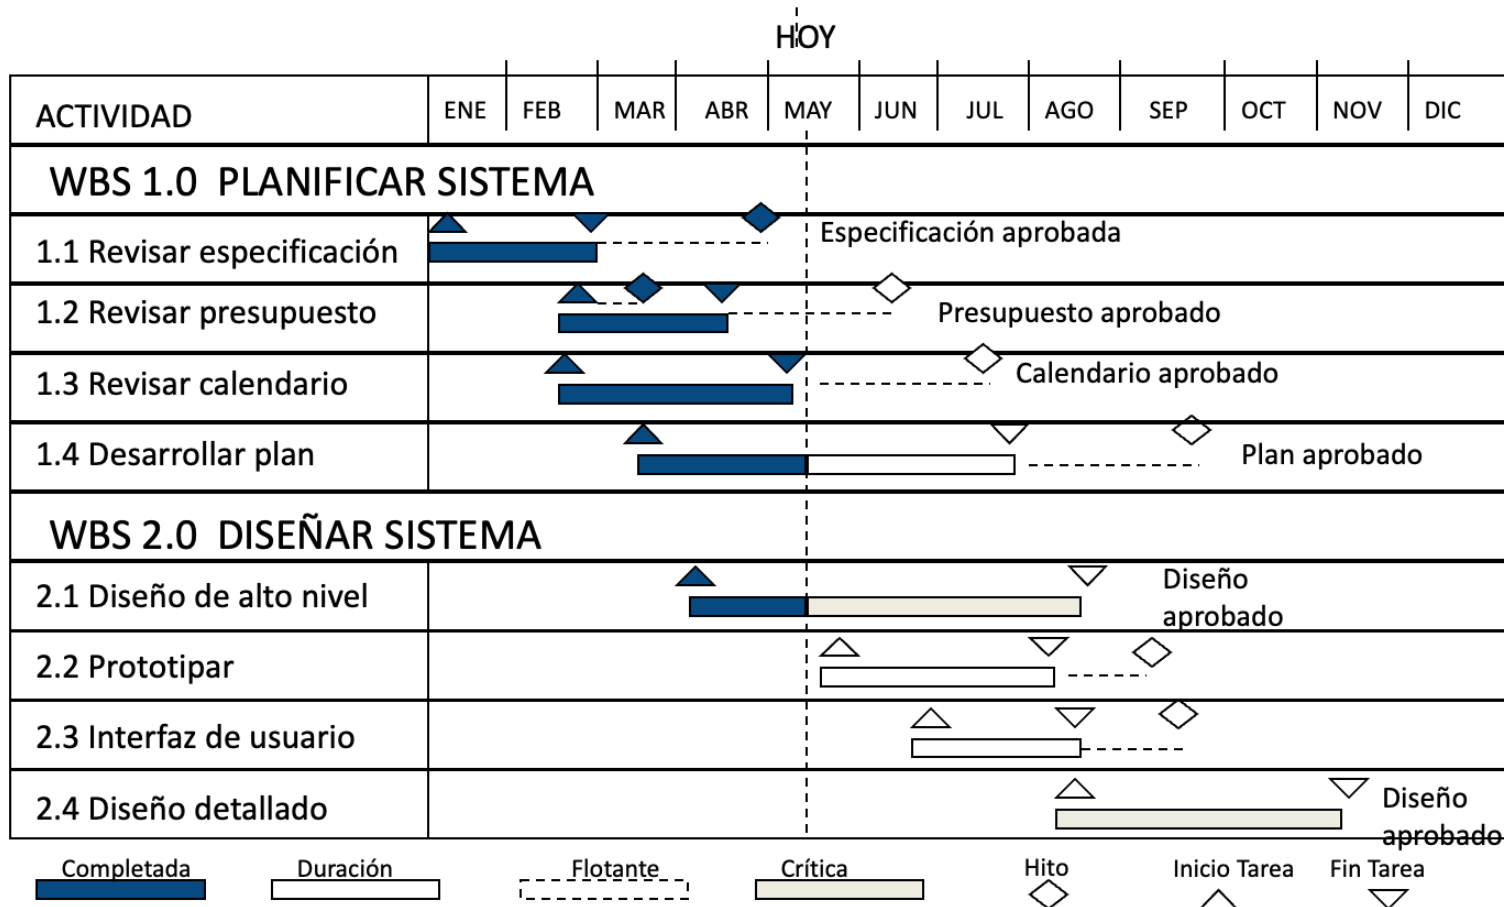 HOY
ACTIVIDAD ENE FEB MAR ABR MAY JUN JUL AGO SEP OCT NOV DIC
WBS 1.0 PLANIFICAR SISTEMA
1.1 Revisar especificación Especificación aprobada
1.2 Revisar presupuesto Presupuesto aprobado
1.3 Revisar calendario Calendario aprobado
1.4 Desarrollar plan Plan aprobado
WBS 2.0 DISEÑAR SISTEMA
2.1 Diseño de alto nivel Diseño
aprobado
2.2 Prototipar
2.3 Interfaz de usuario
2.4 Diseño detallado Diseño
aprobado
Completada Duración Flotante Crítica Hito Inicio Tarea Fin Tarea